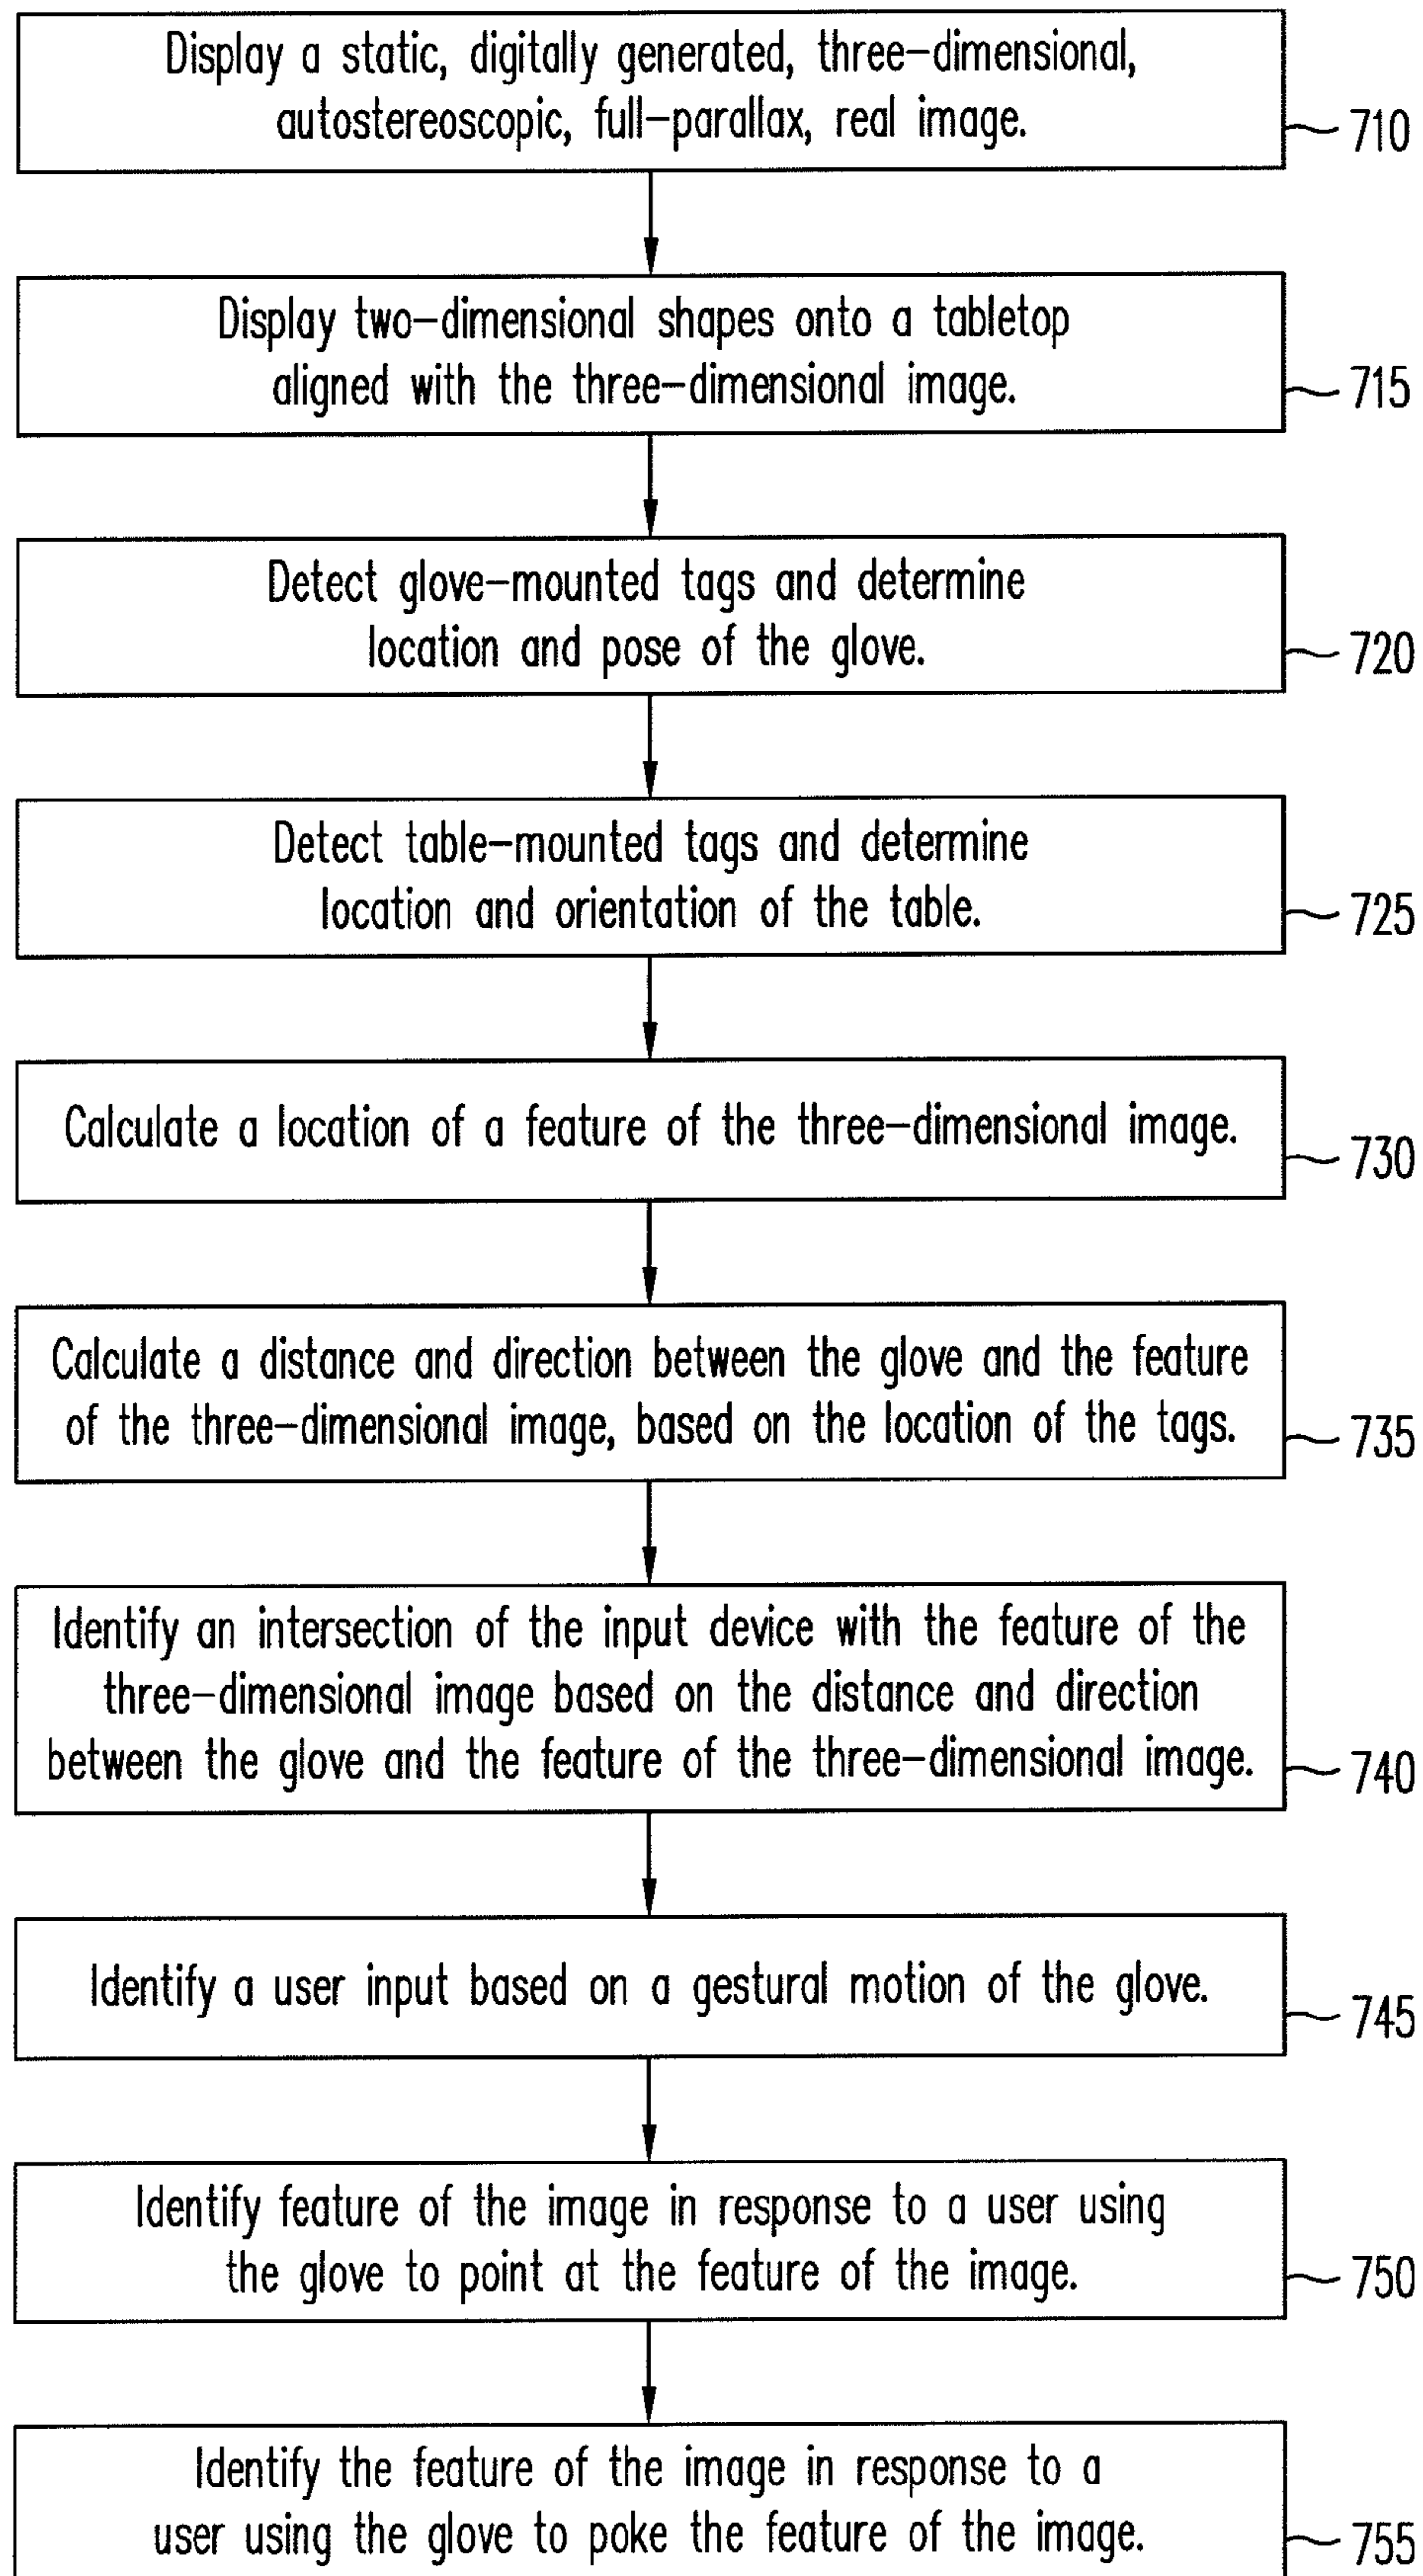 Display a static, digitally generated, three-dimensional,
autostereoscopic, full-parallax, real image.
710
Display two-dimensional shapes onto a tabletop
aligned with the three-dimensional image.
715
Detect glove-mounted tags and determine
location and pose of the glove.
720
Detect table-mounted tags and determine
location and orientation of the table.
725
Calculate a location of a feature of the three-dimensional image.
730
Calculate a distance and direction between the glove and the feature
of the three-dimensional image, based on the location of the tags.
735
Identify an intersection of the input device with the feature of the
three-dimensional image based on the distance and direction
between the glove and the feature of the three-dimensional image.
740
Identify a user input based on a gestural motion of the glove.
745
Identify feature of the image in response to a user using
the glove to point at the feature of the image.
750
Identify the feature of the image in response to a
user using the glove to poke the feature of the image.
755